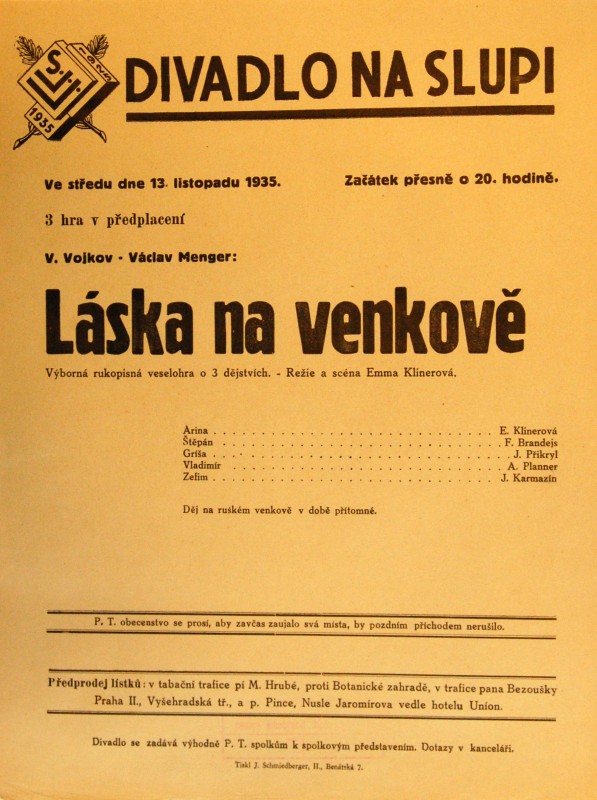 DIVADLO NA SLUPI
1935
Ve středu dne 13. listopadu 1935.
Začátek přesně o 20. hodině.
3 hra v předplacení
V. Vojkov - Václav Menger:
Láska na venkově
Výborná rukopisná veselohra o 3 dějstvích. - Režie a scéna Emma Klinerová.
Arina . . . . . . . . . . . . . . . . . . . . . . . . . . . E. Klinerová
Štěpán . . . . . . . . . . . . . . . . . . . . . . . . . . . F. Brandejs
Gríša . . . . . . . . . . . . . . . . . . . . . . . . . . . J. Přikryl
Vladimír . . . . . . . . . . . . . . . . . . . . . . . . . . . A. Planner
Zefim . . . . . . . . . . . . . . . . . . . . . . . . . . . J. Karmazín
Děj na ruském venkově v době přítomné.
P. T. obecenstvo se prosí, aby zavčas zaujalo svá místa, by pozdním příchodem nerušilo.
Předprodej lístků: v tabační trafice pí M. Hrubé, proti Botanické zahradě, v trafice pana Bezoušky
Praha II., Vyšehradská tř., a p. Pince, Nusle Jaromírova vedle hotelu Union.
Divadlo se zadává výhodně P. T. spolkům k spolkovým představením. Dotazy v kanceláři.
Tiskl J. Schmiedberger, II., Benátská 7.